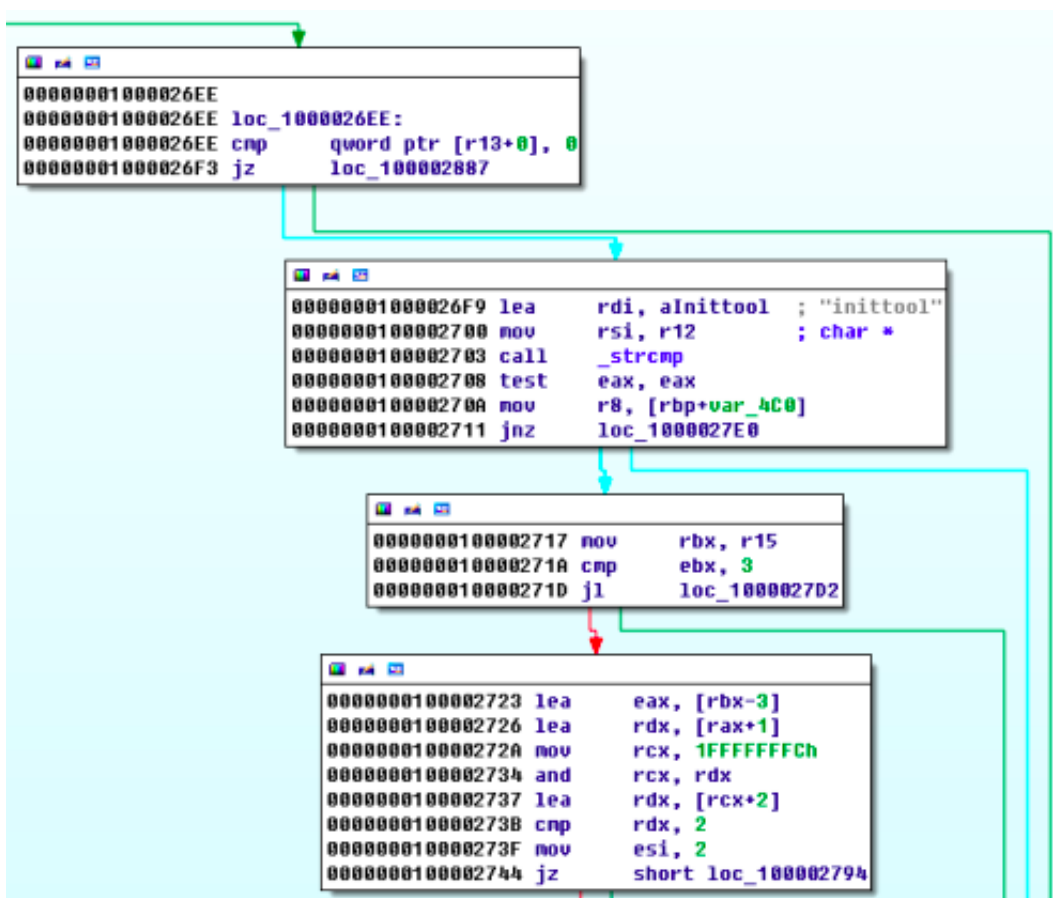 00000001000026EE
00000001000026EE loc_1000026EE:
00000001000026EE cmp qword ptr [r13+0], 0
00000001000026F3 jz loc_100002887
00000001000026F9 lea rdi, aInittool ; "inittool"
0000000100002700 mov rsi, r12 ; char *
0000000100002703 call _strcmp
0000000100002708 test eax, eax
000000010000270A mov r8, [rbp+var_4C0]
0000000100002711 jnz loc_1000027E0
0000000100002717 mov rbx, r15
000000010000271A cmp ebx, 3
000000010000271D jl loc_1000027D2
0000000100002723 lea eax, [rbx-3]
0000000100002726 lea rdx, [rax+1]
000000010000272A mov rcx, 1FFFFFFFCh
0000000100002734 and rcx, rdx
0000000100002737 lea rdx, [rcx+2]
000000010000273B cmp rdx, 2
000000010000273F mov esi, 2
0000000100002744 jz short loc_100002794